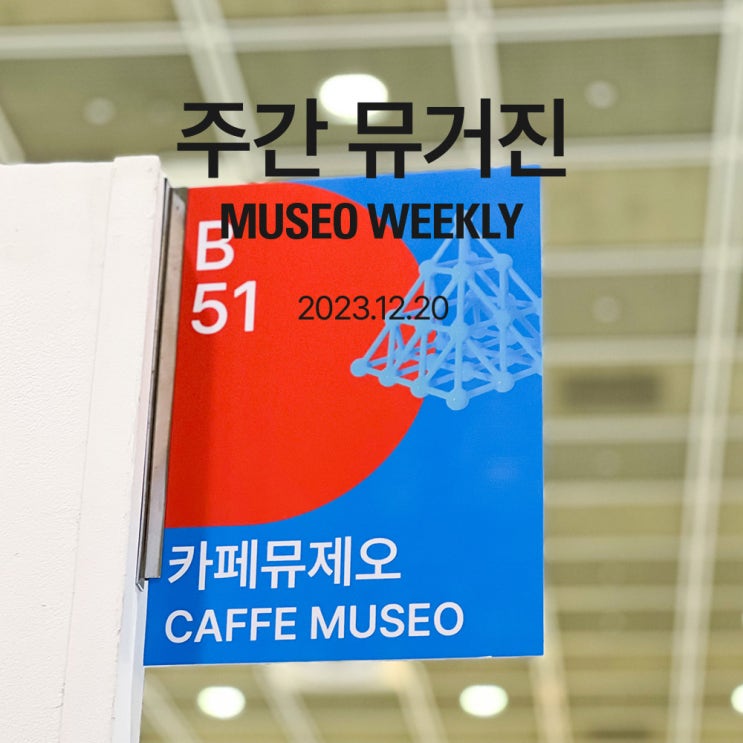 주간 뮤거진
MUSEO WEEKLY
B
51
2023.12.20
카페뮤제오
CAFFE MUSEO